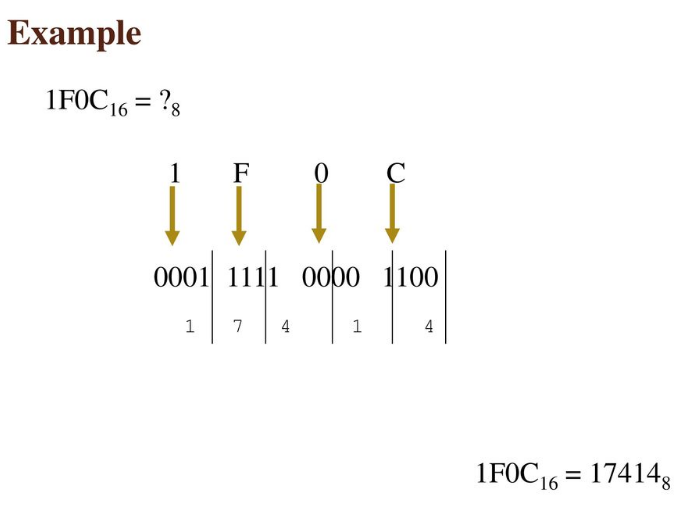 Example
1F0C₁₆ = ?₈
1 F 0 C
0001 1111 0000 1100
1 7 4 1 4
1F0C₁₆ = 17414₈